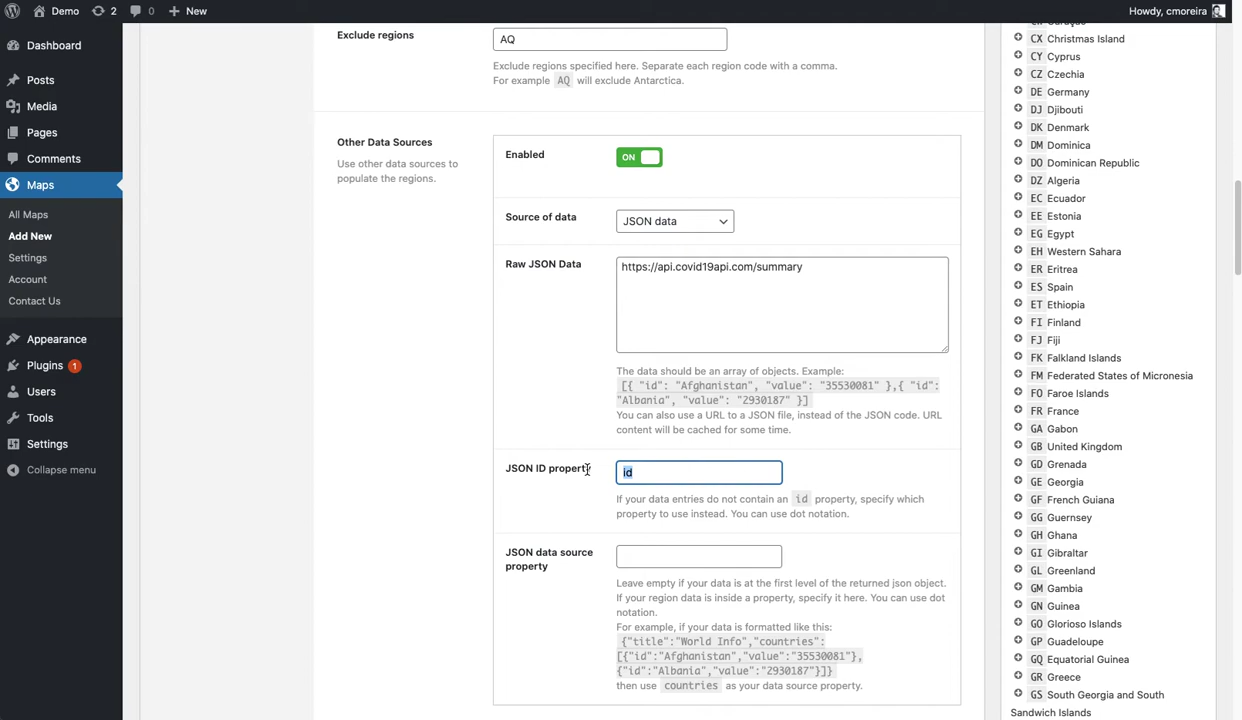 Demo
2
0
New
Howdy, cmoreira
Dashboard
Posts
Media
Pages
Comments
Maps
All Maps
Add New
Settings
Account
Contact Us
Appearance
Plugins 1
Users
Tools
Settings
Collapse menu
Exclude regions
AQ
Exclude regions specified here. Separate each region code with a comma.
For example AQ will exclude Antarctica.
Other Data Sources
Use other data sources to
populate the regions.
Enabled
ON
Source of data
JSON data
Raw JSON Data
https://api.covid19api.com/summary
The data should be an array of objects. Example:
[{ "id": "Afghanistan", "value": "35530081" },{ "id":
"Albania", "value": "2930187" }]
You can also use a URL to a JSON file, instead of the JSON code. URL
content will be cached for some time.
JSON ID property
id
If your data entries do not contain an id property, specify which
property to use instead. You can use dot notation.
JSON data source
property
Leave empty if your data is at the first level of the returned json object.
If your region data is inside a property, specify it here. You can use dot
notation.
For example, if your data is formatted like this:
{"title":"World Info","countries":
[{"id":"Afghanistan","value":"35530081"},
{"id":"Albania","value":"2930187"}]}
then use countries as your data source property.
CX Christmas Island
CY Cyprus
CZ Czechia
DE Germany
DJ Djibouti
DK Denmark
DM Dominica
DO Dominican Republic
DZ Algeria
EC Ecuador
EE Estonia
EG Egypt
EH Western Sahara
ER Eritrea
ES Spain
ET Ethiopia
FI Finland
FJ Fiji
FK Falkland Islands
FM Federated States of Micronesia
FO Faroe Islands
FR France
GA Gabon
GB United Kingdom
GD Grenada
GE Georgia
GF French Guiana
GG Guernsey
GH Ghana
GI Gibraltar
GL Greenland
GM Gambia
GN Guinea
GO Glorioso Islands
GP Guadeloupe
GQ Equatorial Guinea
GR Greece
GS South Georgia and South
Sandwich Islands